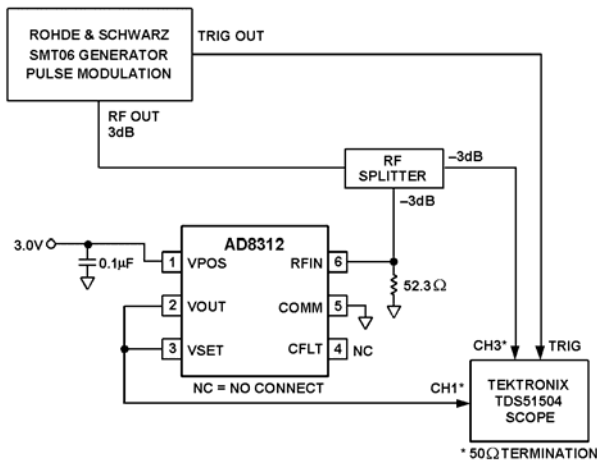 ROHDE & SCHWARZ
SMT06 GENERATOR
PULSE MODULATION
TRIG OUT
RF OUT
3dB
RF
SPLITTER
–3dB
–3dB
3.0V
0.1µF
AD8312
1 VPOS
RFIN 6
52.3Ω
2 VOUT
COMM 5
3 VSET
CFLT 4 NC
NC = NO CONNECT
CH1*
CH3*
TRIG
TEKTRONIX
TDS51504
SCOPE
* 50Ω TERMINATION